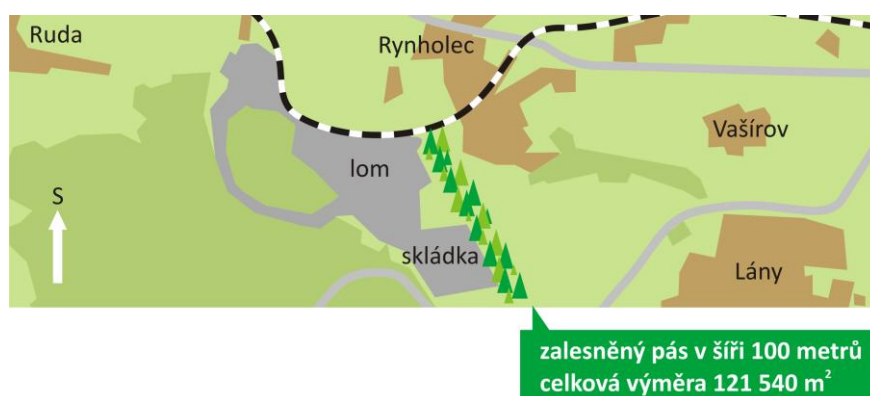 Ruda
Rynholec
Vašírov
lom
S
skládka
Lány
zalesněný pás v šíři 100 metrů
celková výměra 121 540 m²